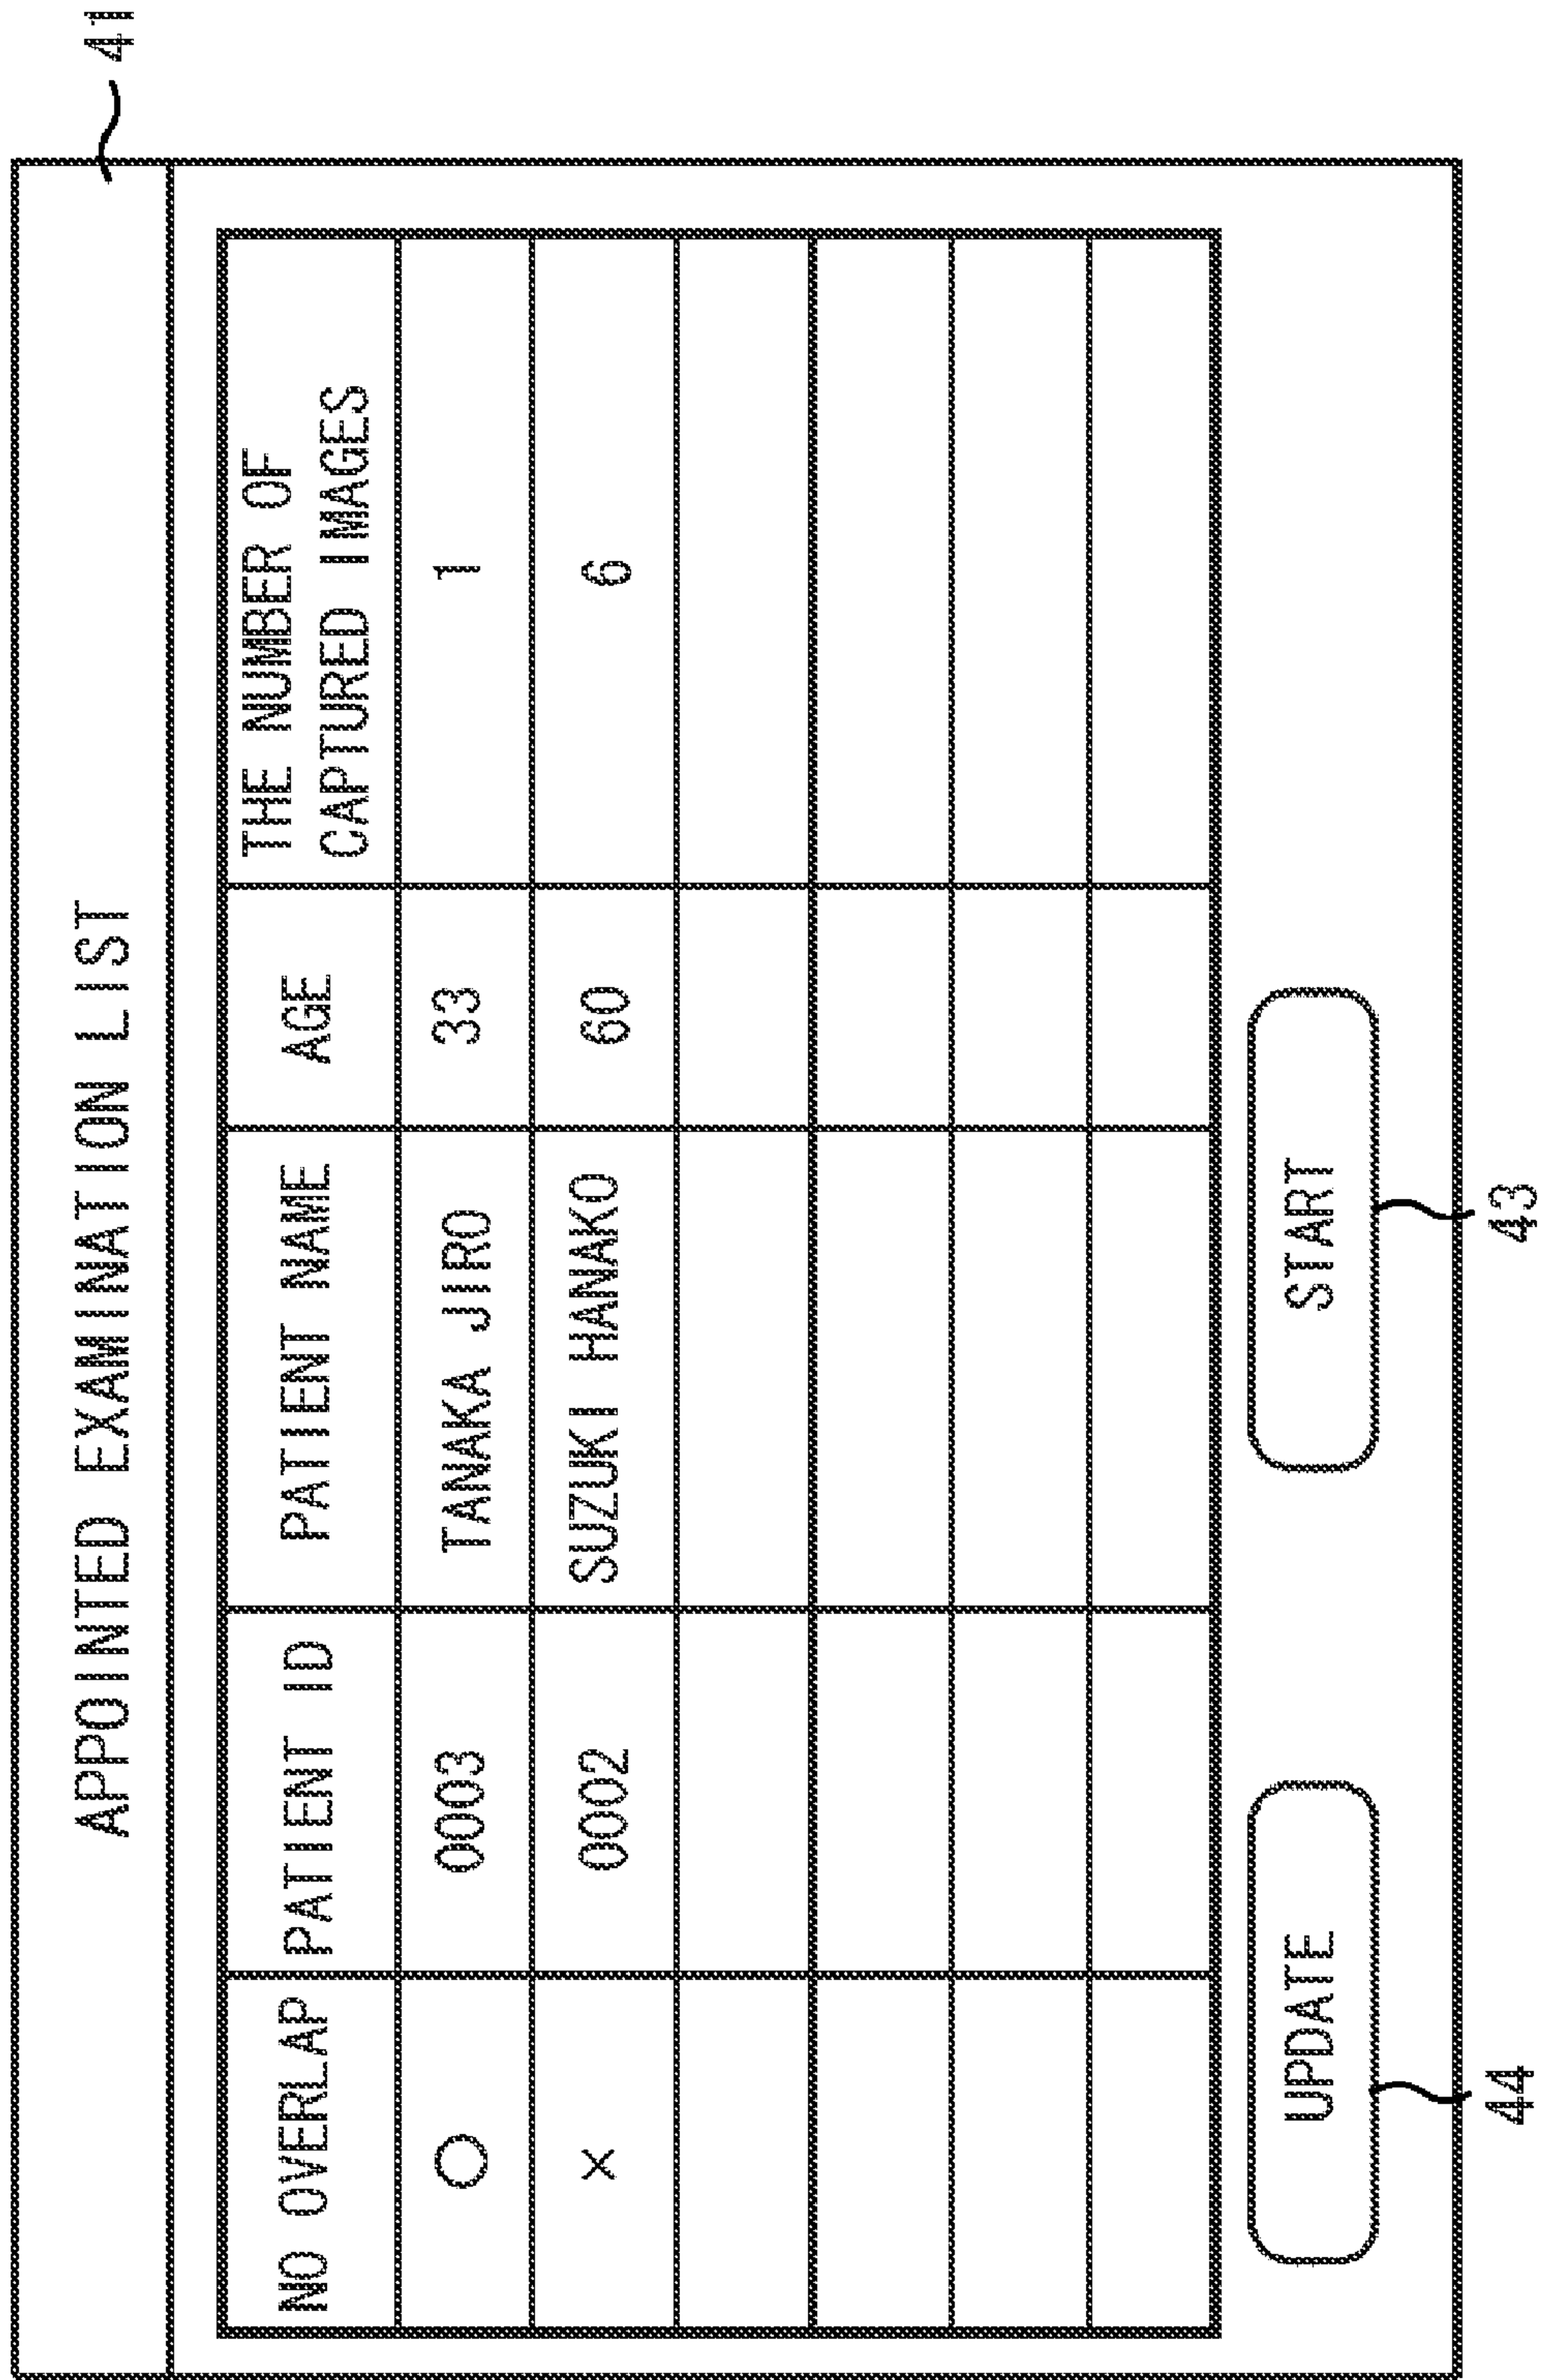 41
APPOINTED EXAMINATION LIST
NO OVERLAP PATIENT ID PATIENT NAME AGE THE NUMBER OF
CAPTURED IMAGES
○ 0003 TANAKA JIRO 33 1
× 0002 SUZUKI HANAKO 60 6
UPDATE START
44 43